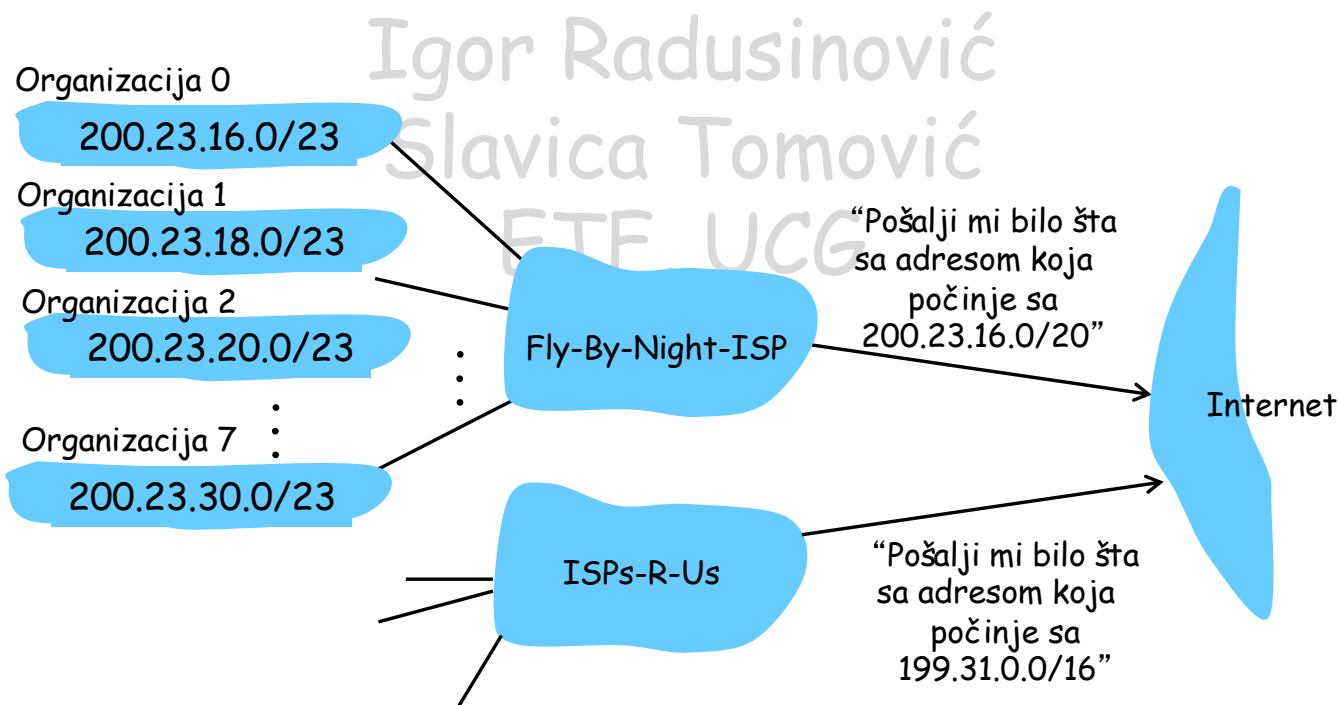 Igor Radusinović
Slavica Tomović
ETF, UCG
Organizacija 0
200.23.16.0/23
Organizacija 1
200.23.18.0/23
Organizacija 2
200.23.20.0/23
Organizacija 7
200.23.30.0/23
Fly-By-Night-ISP
“Pošalji mi bilo šta
sa adresom koja
počinje sa
200.23.16.0/20”
Internet
ISPs-R-Us
“Pošalji mi bilo šta
sa adresom koja
počinje sa
199.31.0.0/16”